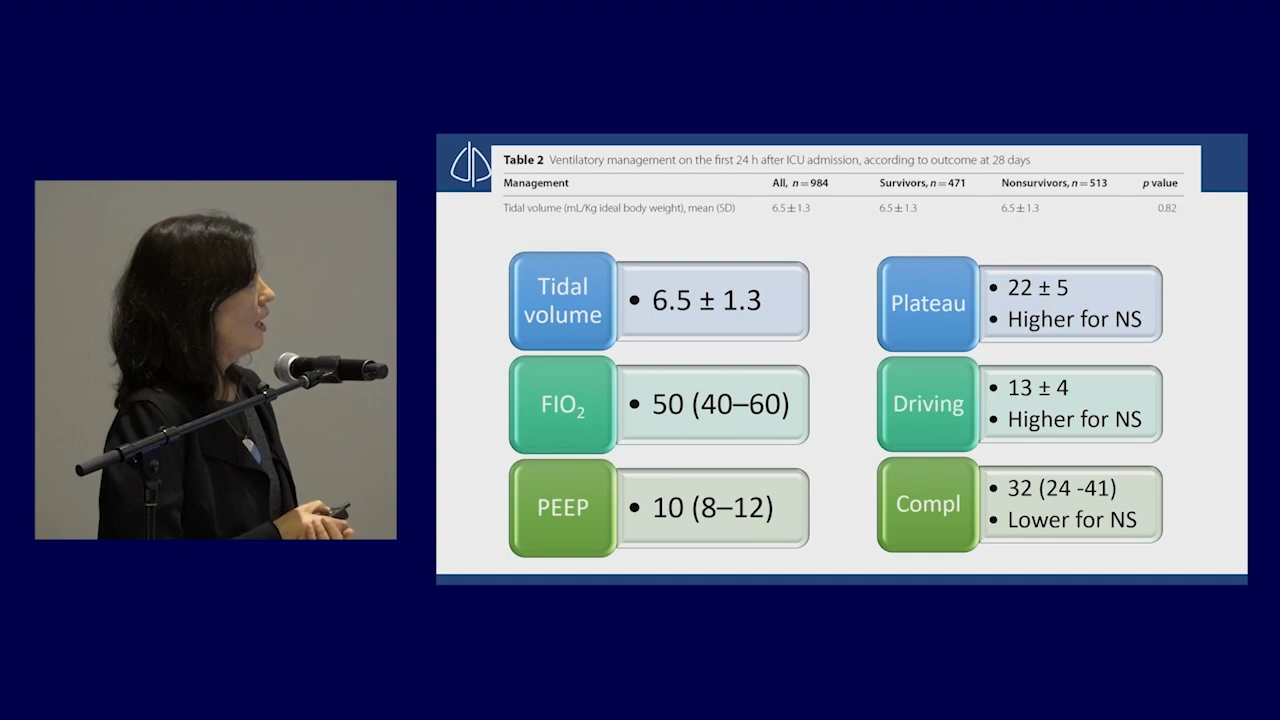 Table 2 Ventilatory management on the first 24 h after ICU admission, according to outcome at 28 days
Management All, n = 984 Survivors, n = 471 Nonsurvivors, n = 513 p value
Tidal volume (mL/Kg ideal body weight), mean (SD) 6.5 ± 1.3 6.5 ± 1.3 6.5 ± 1.3 0.82
Tidal
volume
• 6.5 ± 1.3
FIO₂
• 50 (40–60)
PEEP
• 10 (8–12)
Plateau
• 22 ± 5
• Higher for NS
Driving
• 13 ± 4
• Higher for NS
Compl
• 32 (24 -41)
• Lower for NS